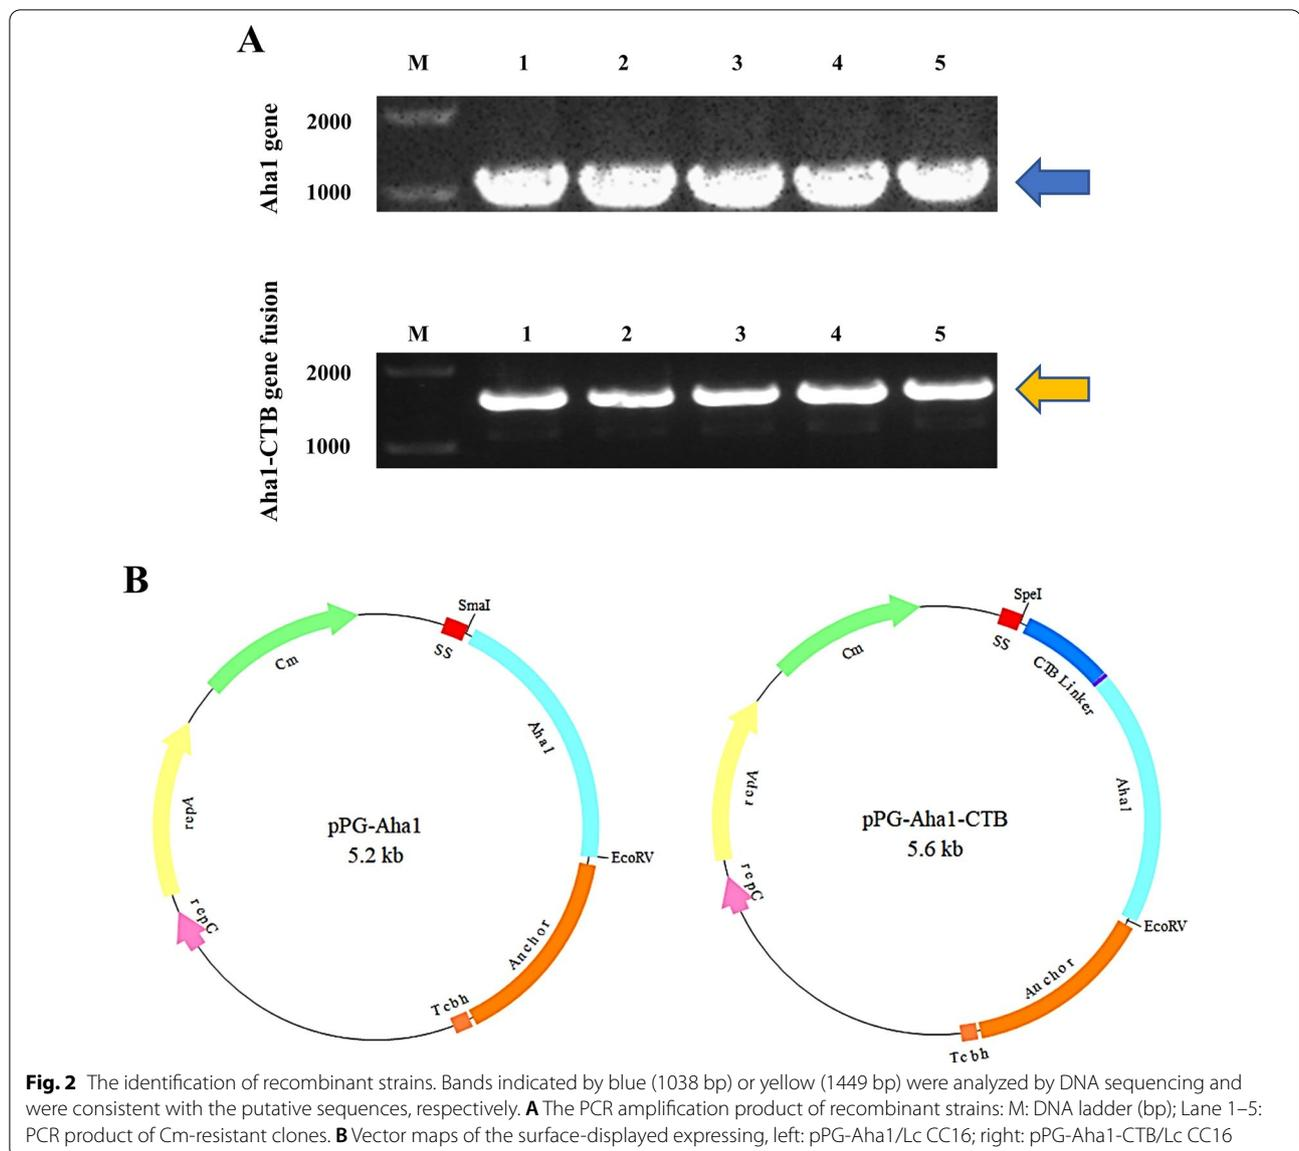 A
M 1 2 3 4 5
Aha1 gene
2000
1000
Aha1-CTB gene fusion
M 1 2 3 4 5
2000
1000
B
SmaI
SS
Cm
Aha1
repA
pPG-Aha1
5.2 kb
EcoRV
repC
Anchor
Tcbh
SpeI
SS
Cm
CTB Linker
repA
Aha1
pPG-Aha1-CTB
5.6 kb
repC
EcoRV
Anchor
Tcbh
Fig. 2 The identification of recombinant strains. Bands indicated by blue (1038 bp) or yellow (1449 bp) were analyzed by DNA sequencing and
were consistent with the putative sequences, respectively. A The PCR amplification product of recombinant strains: M: DNA ladder (bp); Lane 1–5:
PCR product of Cm-resistant clones. B Vector maps of the surface-displayed expressing, left: pPG-Aha1/Lc CC16; right: pPG-Aha1-CTB/Lc CC16